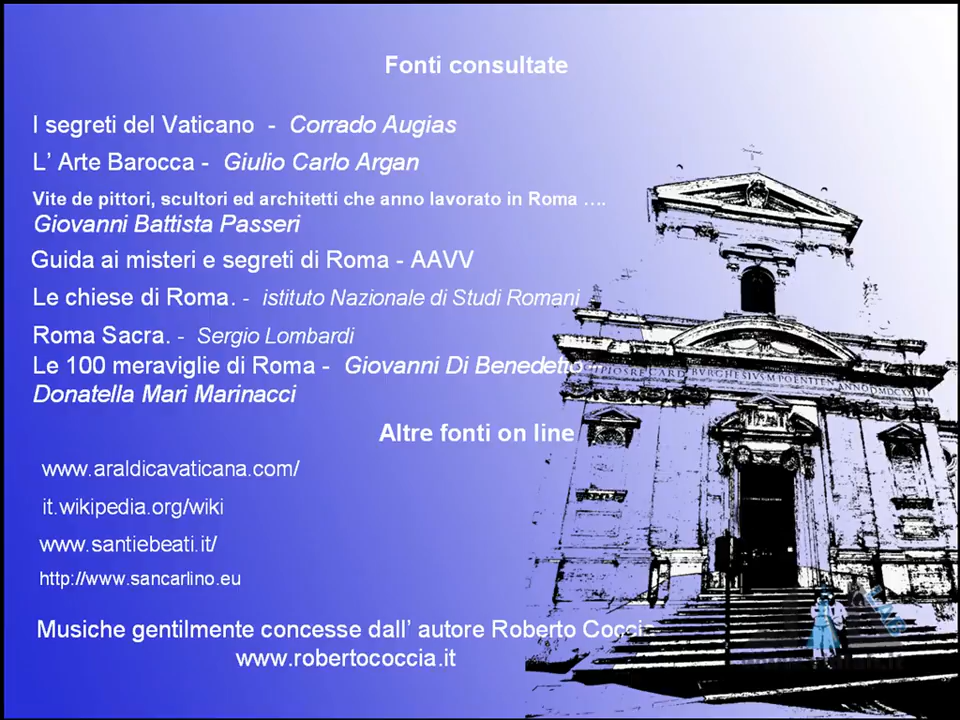 Fonti consultate
I segreti del Vaticano - Corrado Augias
L’ Arte Barocca - Giulio Carlo Argan
Vite de pittori, scultori ed architetti che anno lavorato in Roma ….
Giovanni Battista Passeri
Guida ai misteri e segreti di Roma - AAVV
Le chiese di Roma. - istituto Nazionale di Studi Romani
Roma Sacra. - Sergio Lombardi
Le 100 meraviglie di Roma - Giovanni Di Benedetto –
Donatella Mari Marinacci
PIOS RE CARD BVRGHESIVS
Altre fonti on line
www.araldicavaticana.com/
it.wikipedia.org/wiki
www.santiebeati.it/
http://www.sancarlino.eu
Musiche gentilmente concesse dall’ autore Roberto Coccia
www.robertococcia.it